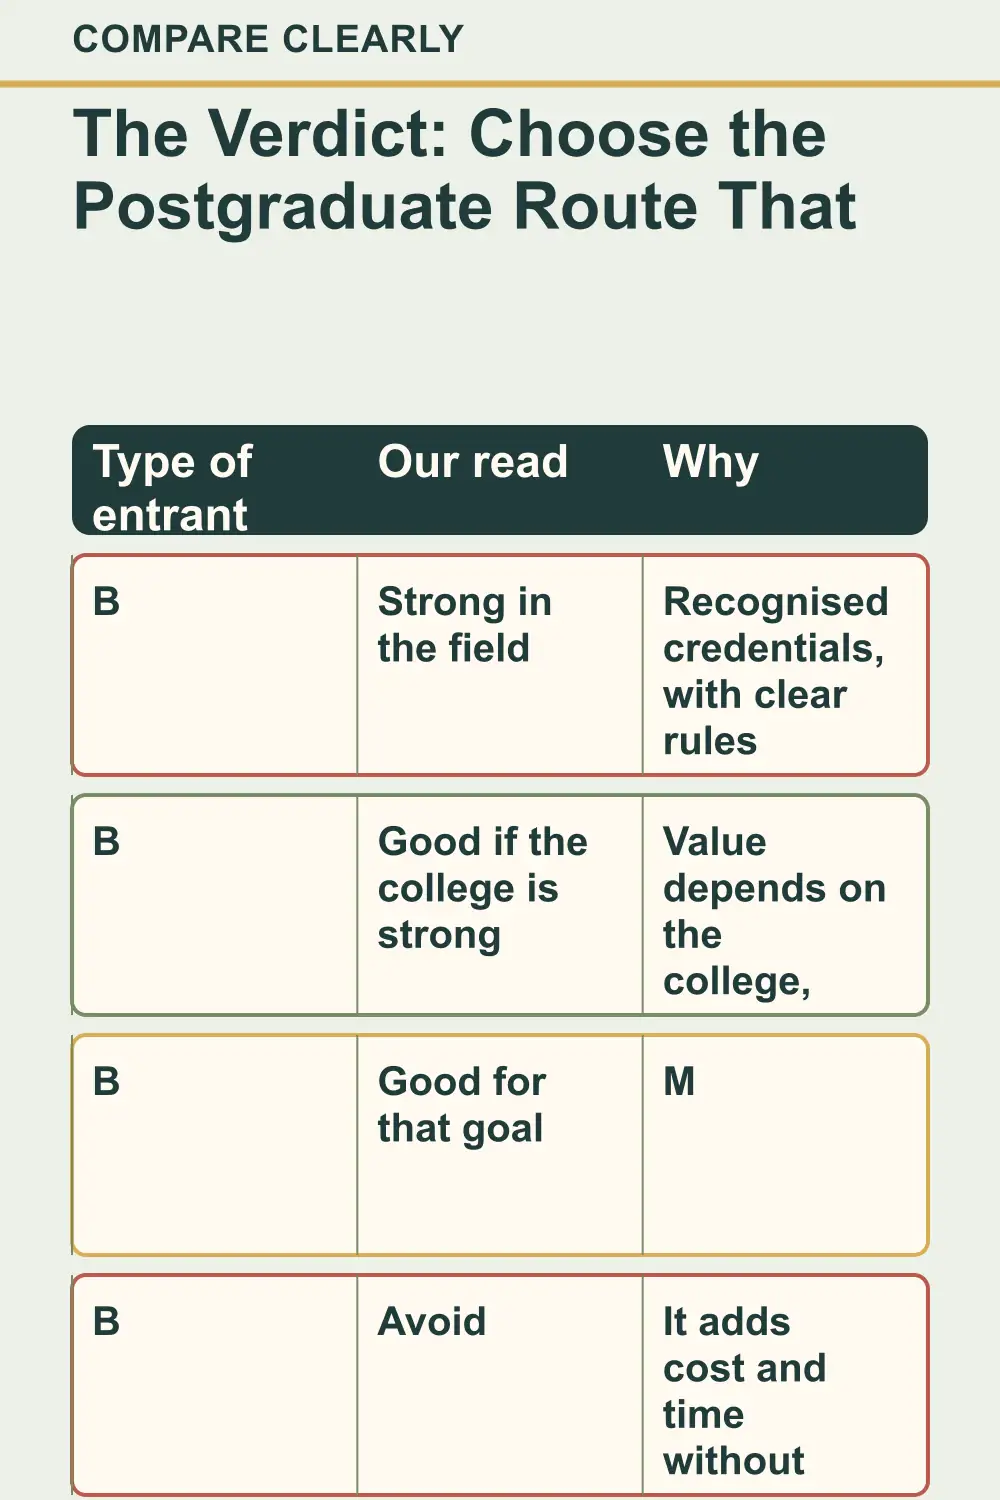 COMPARE CLEARLY
The Verdict: Choose the
Postgraduate Route That
Type of
entrant
Our read
Why
B
Strong in
the field
Recognised
credentials,
with clear
rules
B
Good if the
college is
strong
Value
depends on
the
college,
B
Good for
that goal
M
B
Avoid
It adds
cost and
time
without